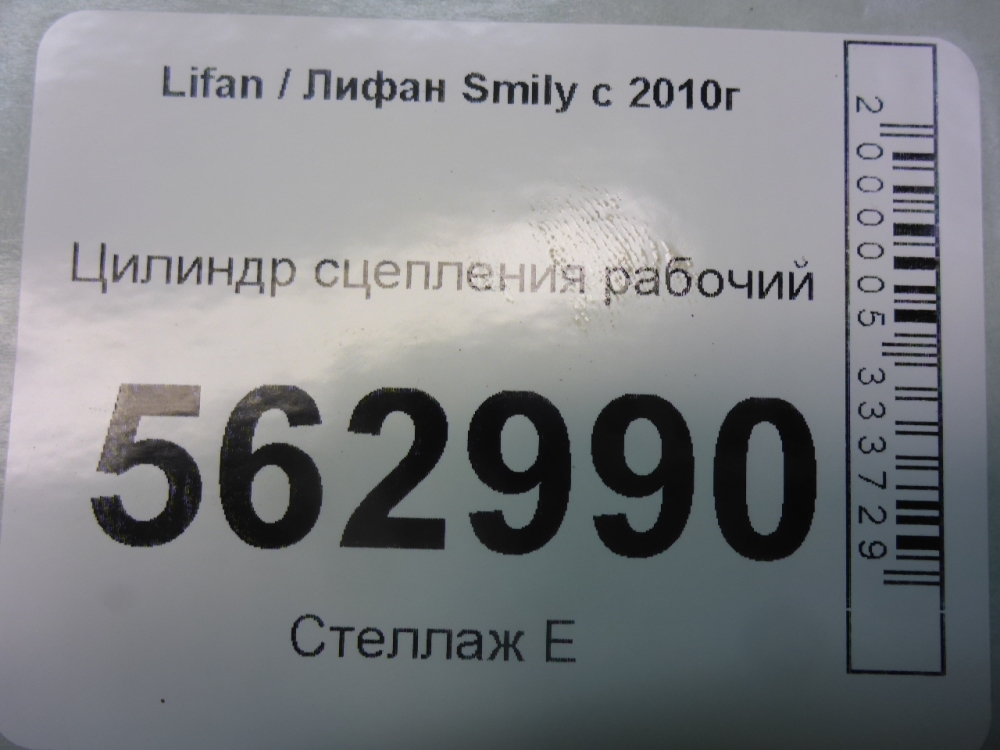 Lifan / Лифан Smily с 2010г
Цилиндр сцепления рабочий
562990
Стеллаж Е
2000005333729